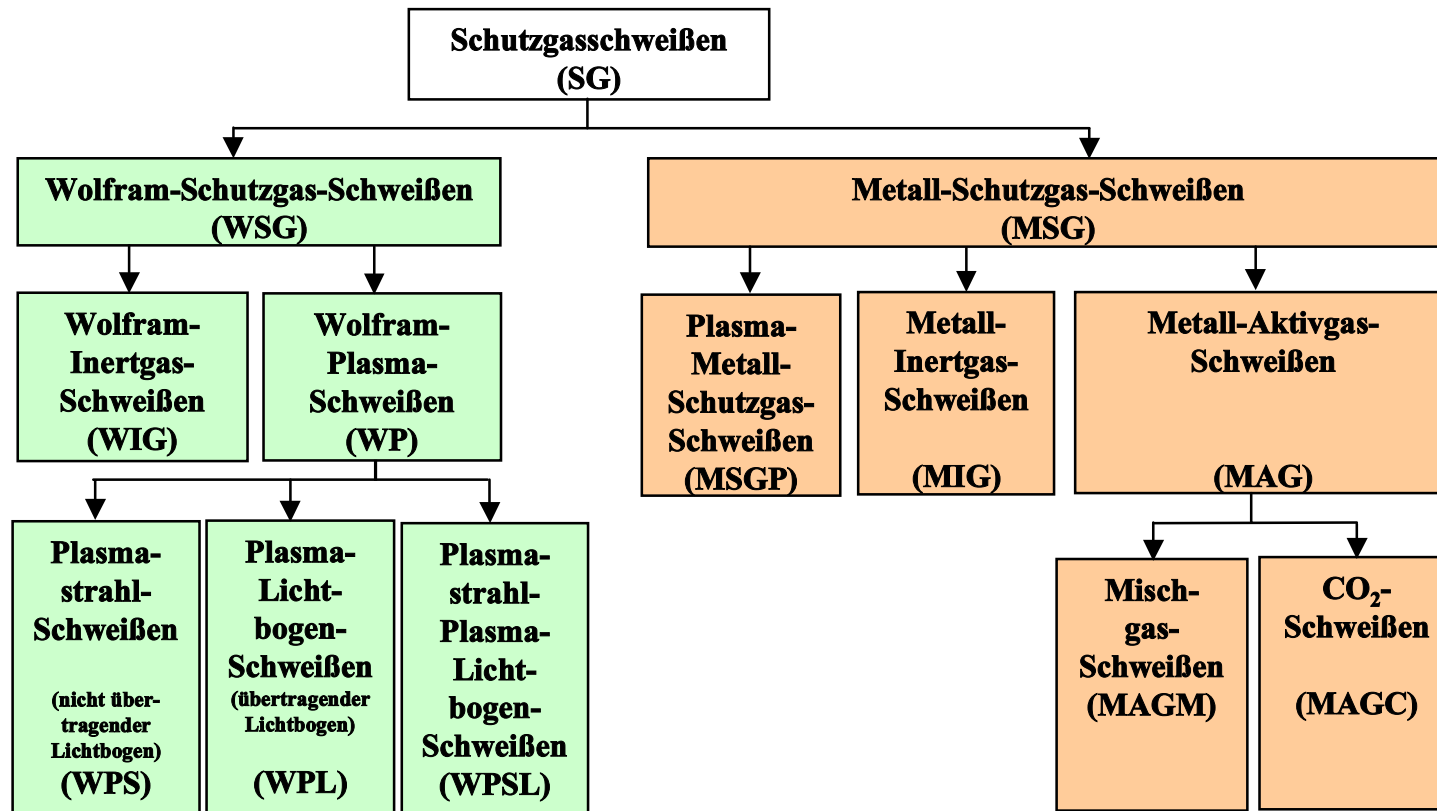 Schutzgasschweißen
(SG)
Wolfram-Schutzgas-Schweißen
(WSG)
Metall-Schutzgas-Schweißen
(MSG)
Wolfram-
Inertgas-
Schweißen
(WIG)
Wolfram-
Plasma-
Schweißen
(WP)
Plasma-
Metall-
Schutzgas-
Schweißen
(MSGP)
Metall-
Inertgas-
Schweißen
(MIG)
Metall-Aktivgas-
Schweißen
(MAG)
Plasma-
strahl-
Schweißen
(nicht über-
tragender
Lichtbogen)
(WPS)
Plasma-
Licht-
bogen-
Schweißen
(übertragender
Lichtbogen)
(WPL)
Plasma-
strahl-
Plasma-
Licht-
bogen-
Schweißen
(WPSL)
Misch-
gas-
Schweißen
(MAGM)
CO₂-
Schweißen
(MAGC)